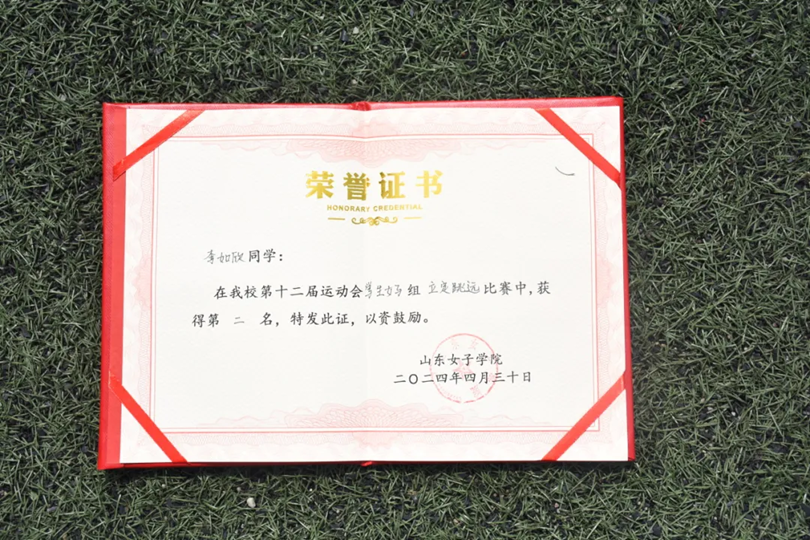 荣誉证书
HONORARY CREDENTIAL
李如欣同学：
在我校第十二届运动会学生女子组 立定跳远比赛中，获
得第 二 名，特发此证，以资鼓励。
山东女子学院
二〇二四年四月三十日